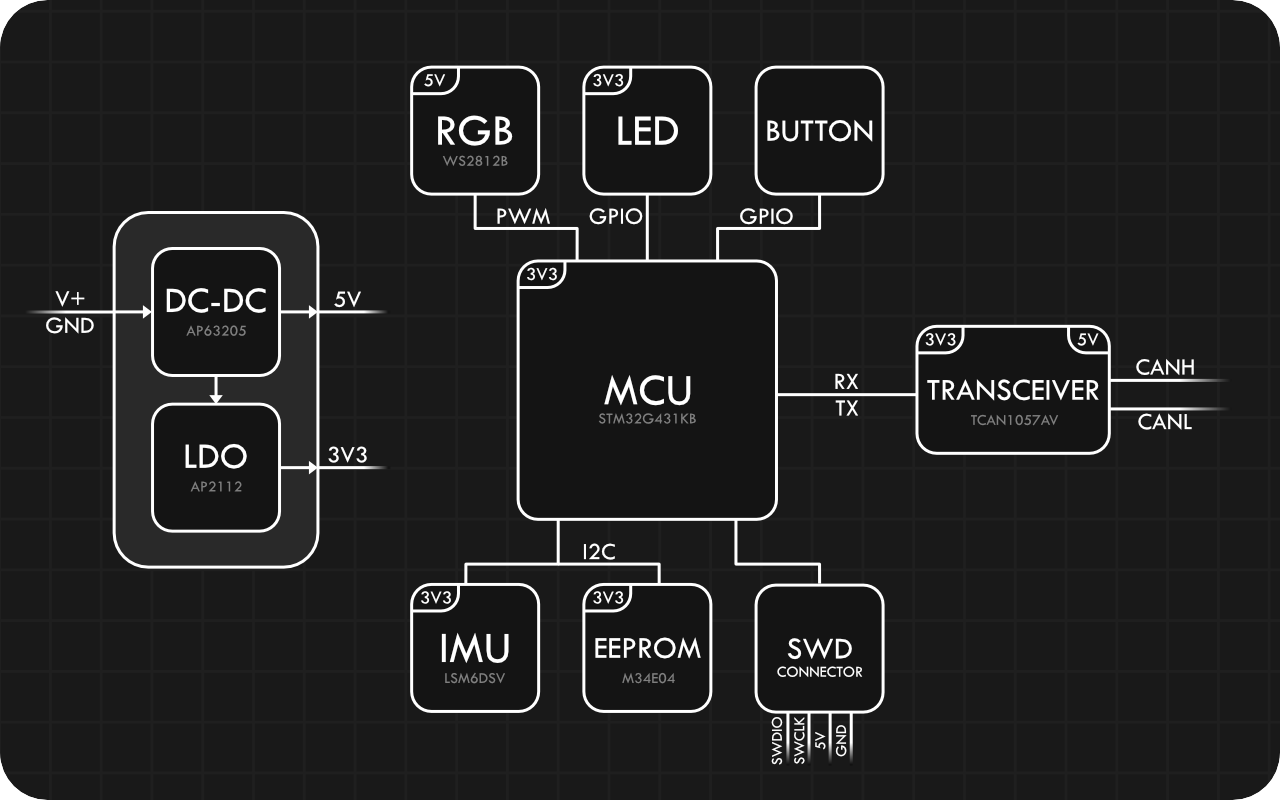 5V
RGB
WS2812B
3V3
LED
BUTTON
PWM
GPIO
GPIO
V+
GND
DC-DC
AP63205
5V
LDO
AP2112
3V3
3V3
MCU
STM32G431KB
RX
TX
3V3
5V
TRANSCEIVER
TCAN1057AV
CANH
CANL
I2C
3V3
IMU
LSM6DSV
3V3
EEPROM
M34E04
SWD
CONNECTOR
SWDIO
SWCLK
5V
GND